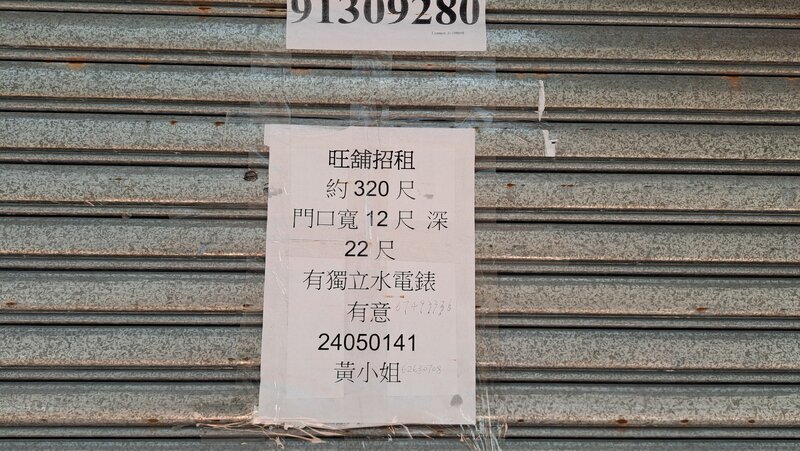 91309280
旺舖招租
約 320 尺
門口寬 12 尺 深
22 尺
有獨立水電錶
有意
24050141
黃小姐